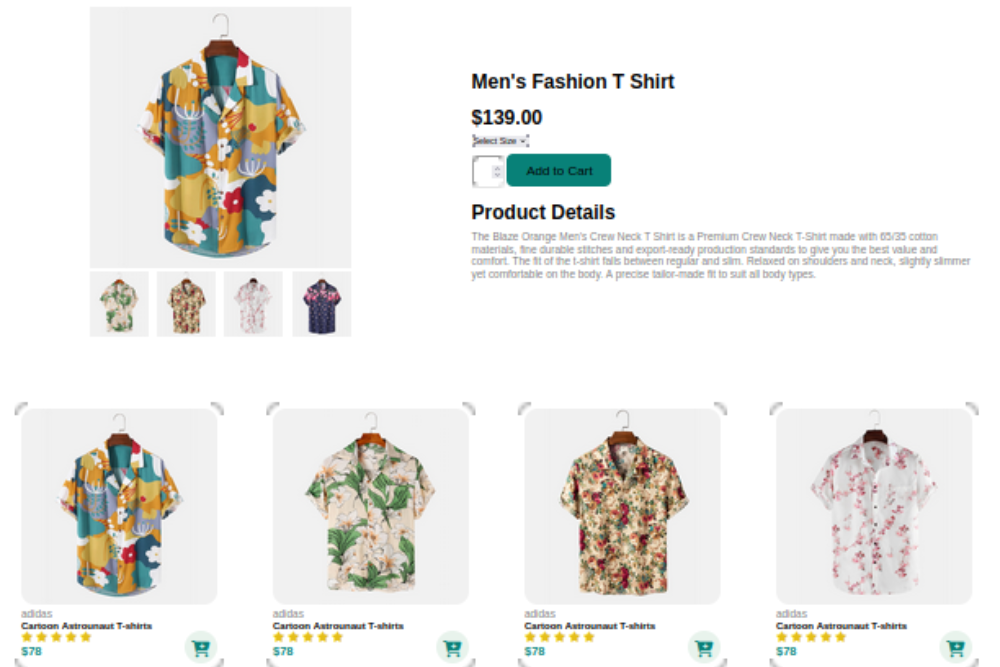 Men's Fashion T Shirt
$139.00
Select Size
Add to Cart
Product Details
The Blaze Orange Men's Crew Neck T Shirt is a Premium Crew Neck T-Shirt made with 65/35 cotton
materials, fine durable stitches and export-ready production standards to give you the best value and
comfort. The fit of the t-shirt falls between regular and slim. Relaxed on shoulders and neck, slightly slimmer
yet comfortable on the body. A precise tailor-made fit to suit all body types.
adidas
Cartoon Astrounaut T-shirts
$78
adidas
Cartoon Astrounaut T-shirts
$78
adidas
Cartoon Astrounaut T-shirts
$78
adidas
Cartoon Astrounaut T-shirts
$78